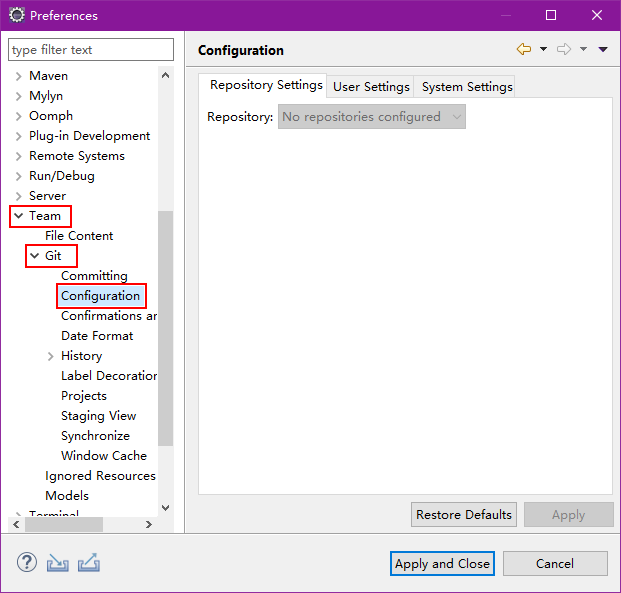 Preferences
type filter text
Maven
Mylyn
Oomph
Plug-in Development
Remote Systems
Run/Debug
Server
Team
File Content
Git
Committing
Configuration
Confirmations ar
Date Format
History
Label Decoration
Projects
Staging View
Synchronize
Window Cache
Ignored Resources
Models
Terminal
Configuration
Repository Settings User Settings System Settings
Repository: No repositories configured
Restore Defaults Apply
Apply and Close Cancel